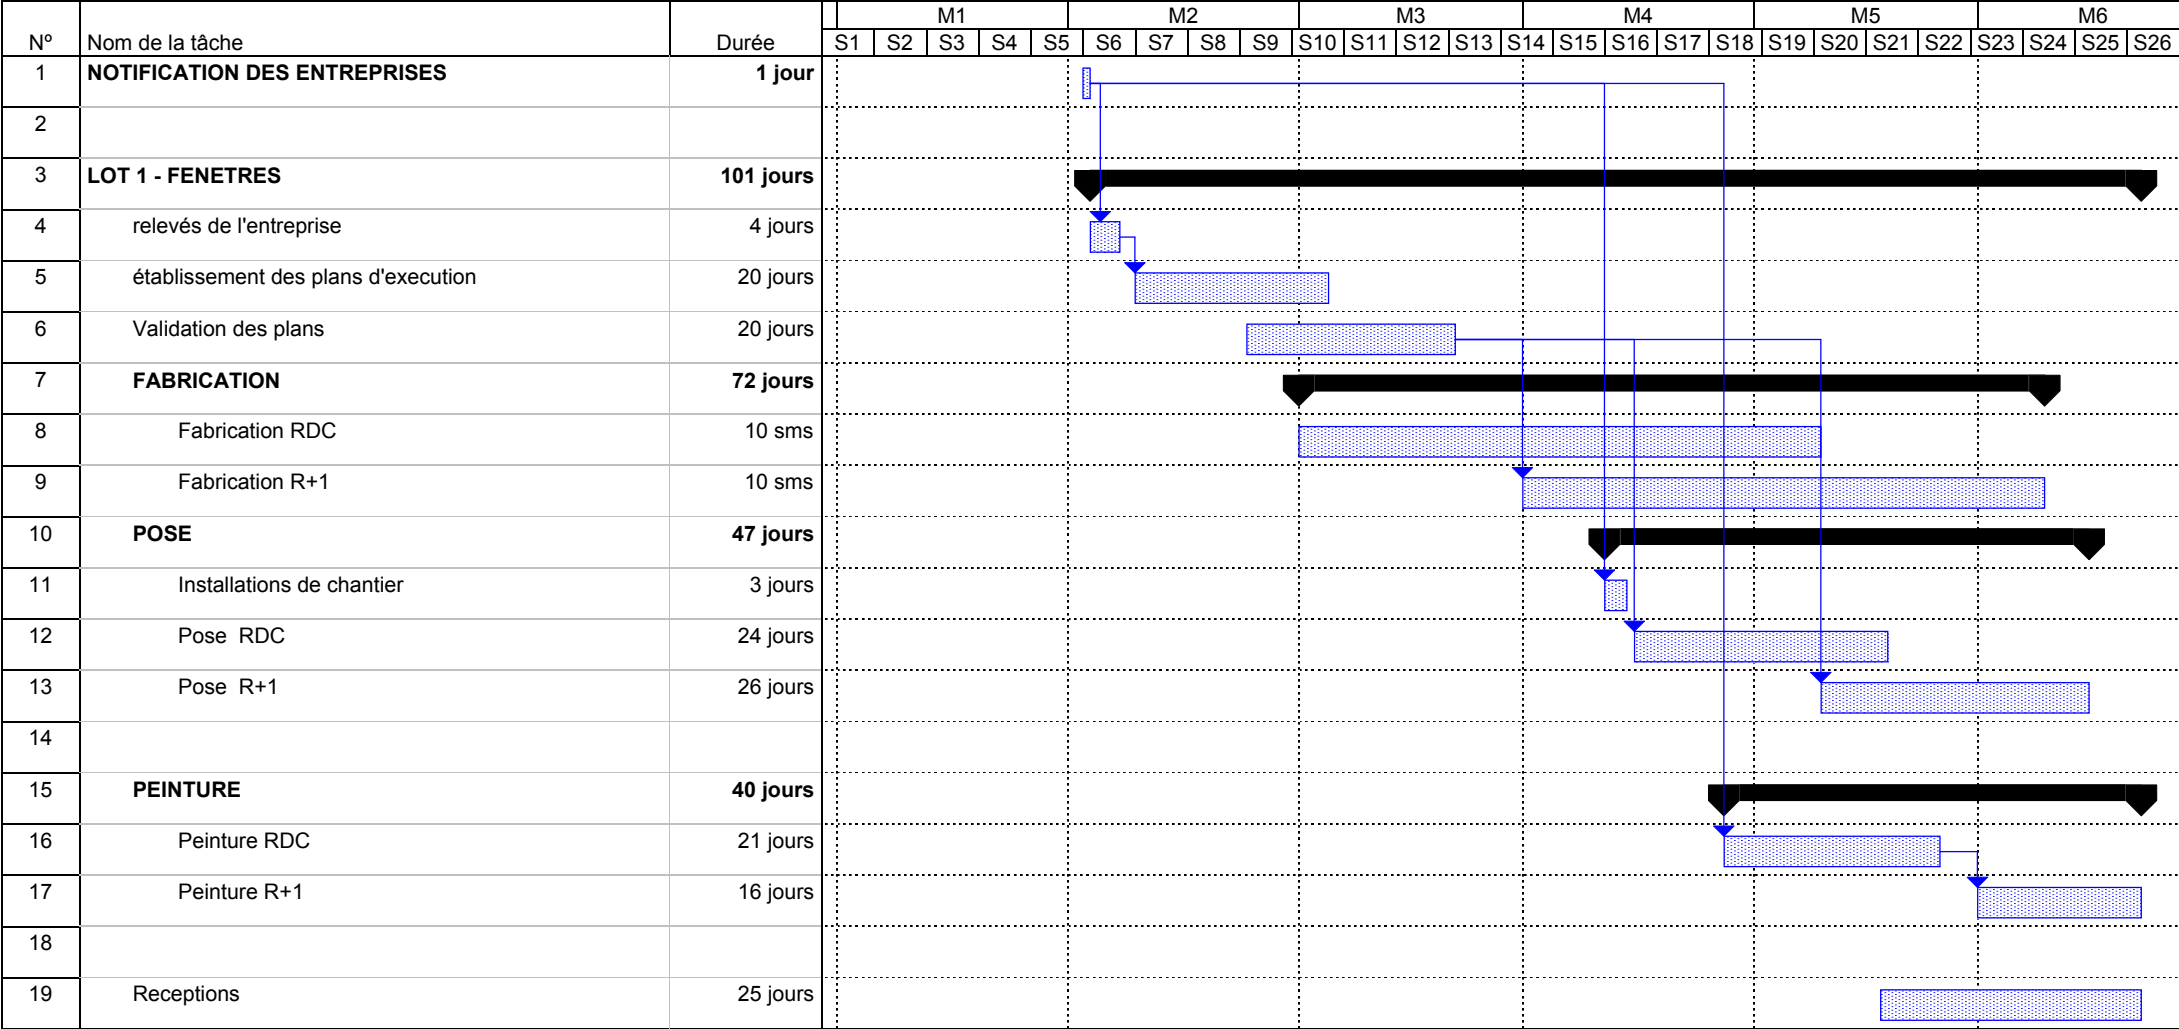 M1 M2 M3 M4 M5 M6
Nº Nom de la tâche Durée S1 S2 S3 S4 S5 S6 S7 S8 S9 S10 S11 S12 S13 S14 S15 S16 S17 S18 S19 S20 S21 S22 S23 S24 S25 S26
1 NOTIFICATION DES ENTREPRISES 1 jour
2
3 LOT 1 - FENETRES 101 jours
4 relevés de l'entreprise 4 jours
5 établissement des plans d'execution 20 jours
6 Validation des plans 20 jours
7 FABRICATION 72 jours
8 Fabrication RDC 10 sms
9 Fabrication R+1 10 sms
10 POSE 47 jours
11 Installations de chantier 3 jours
12 Pose  RDC 24 jours
13 Pose  R+1 26 jours
14
15 PEINTURE 40 jours
16 Peinture RDC 21 jours
17 Peinture R+1 16 jours
18
19 Receptions 25 jours